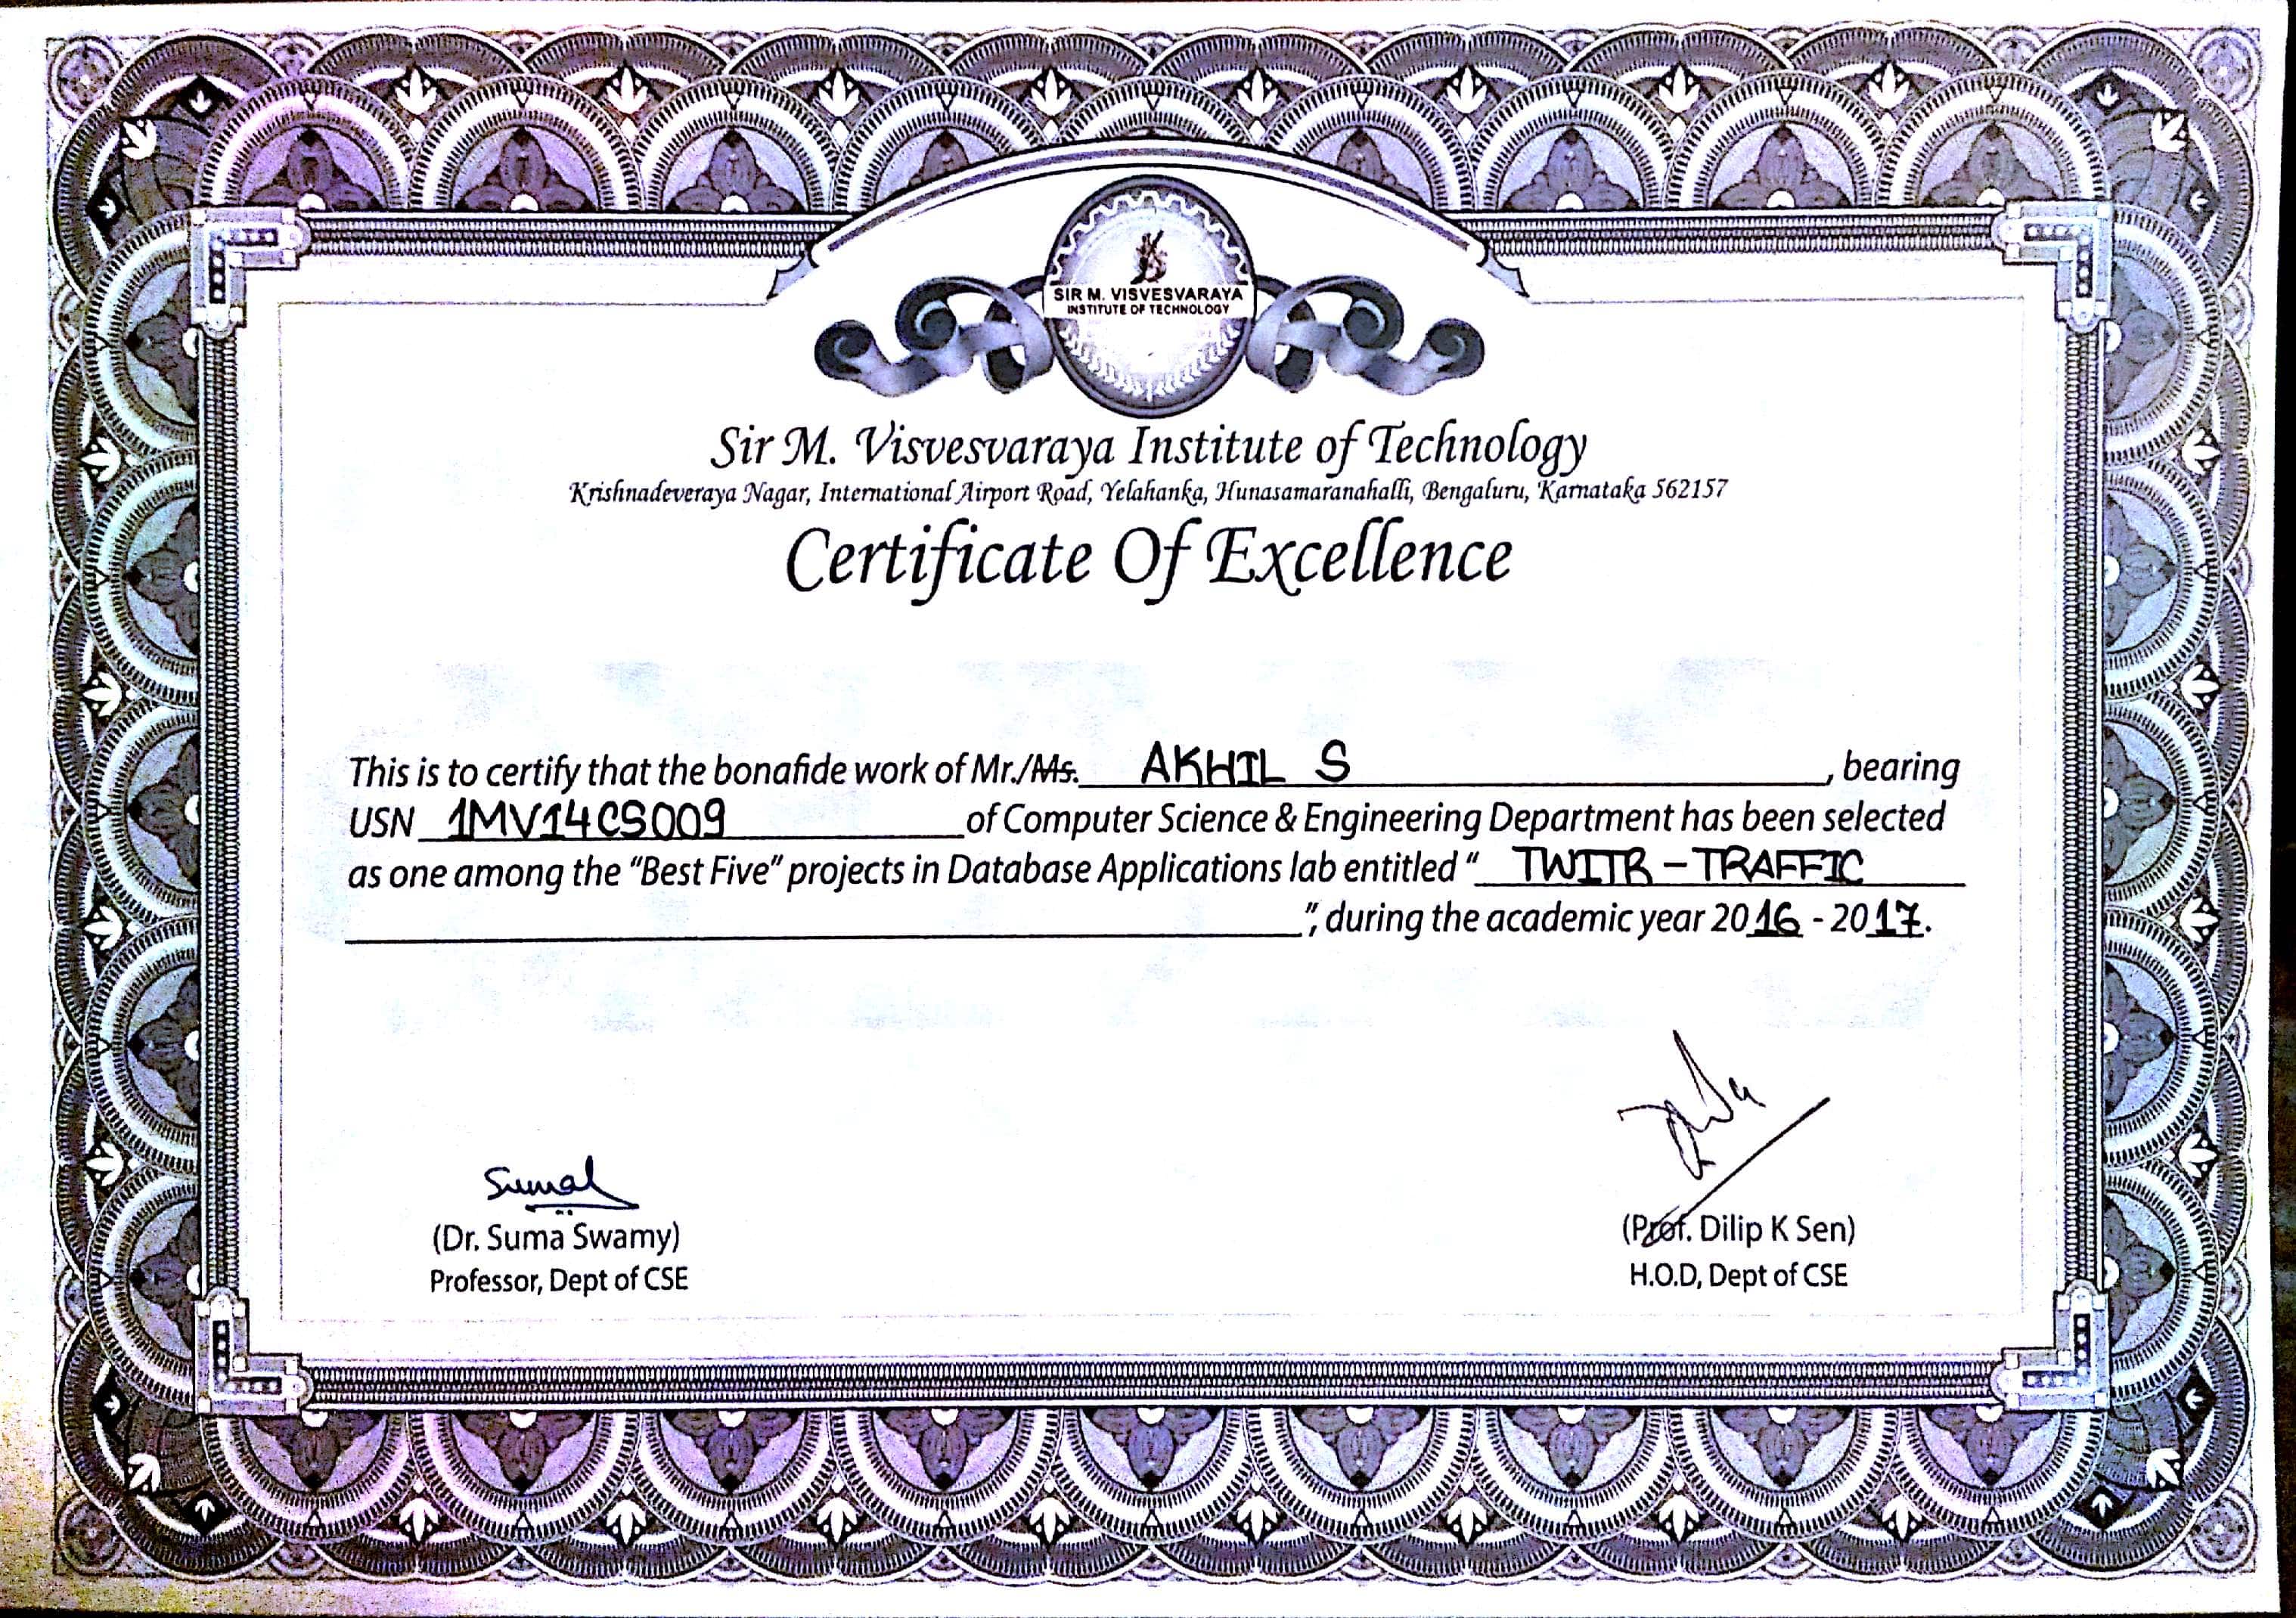 SIR M. VISVESVARAYA
INSTITUTE OF TECHNOLOGY
Sir M. Visvesvaraya Institute of Technology
Krishnadeveraya Nagar, International Airport Road, Yelahanka, Hunasamaranahalli, Bengaluru, Karnataka 562157
Certificate Of Excellence
This is to certify that the bonafide work of Mr./Ms. AKHIL S, bearing
USN 1MV14CS009 of Computer Science & Engineering Department has been selected
as one among the "Best Five" projects in Database Applications lab entitled " TWITR - TRAFFIC
", during the academic year 2016 - 2017.
Sumal
(Dr. Suma Swamy)
(Prof. Dilip K Sen)
Professor, Dept of CSE
H.O.D, Dept of CSE